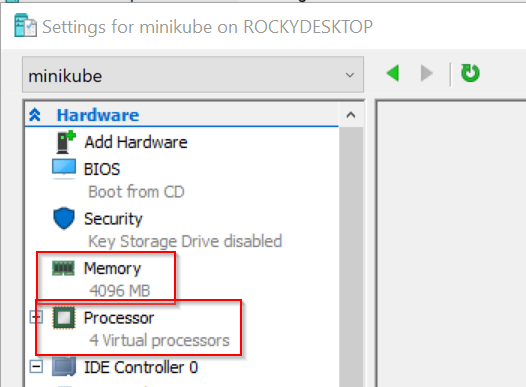 Settings for minikube on ROCKYDESKTOP
minikube
Hardware
Add Hardware
BIOS
Boot from CD
Security
Key Storage Drive disabled
Memory
4096 MB
Processor
4 Virtual processors
IDE Controller 0